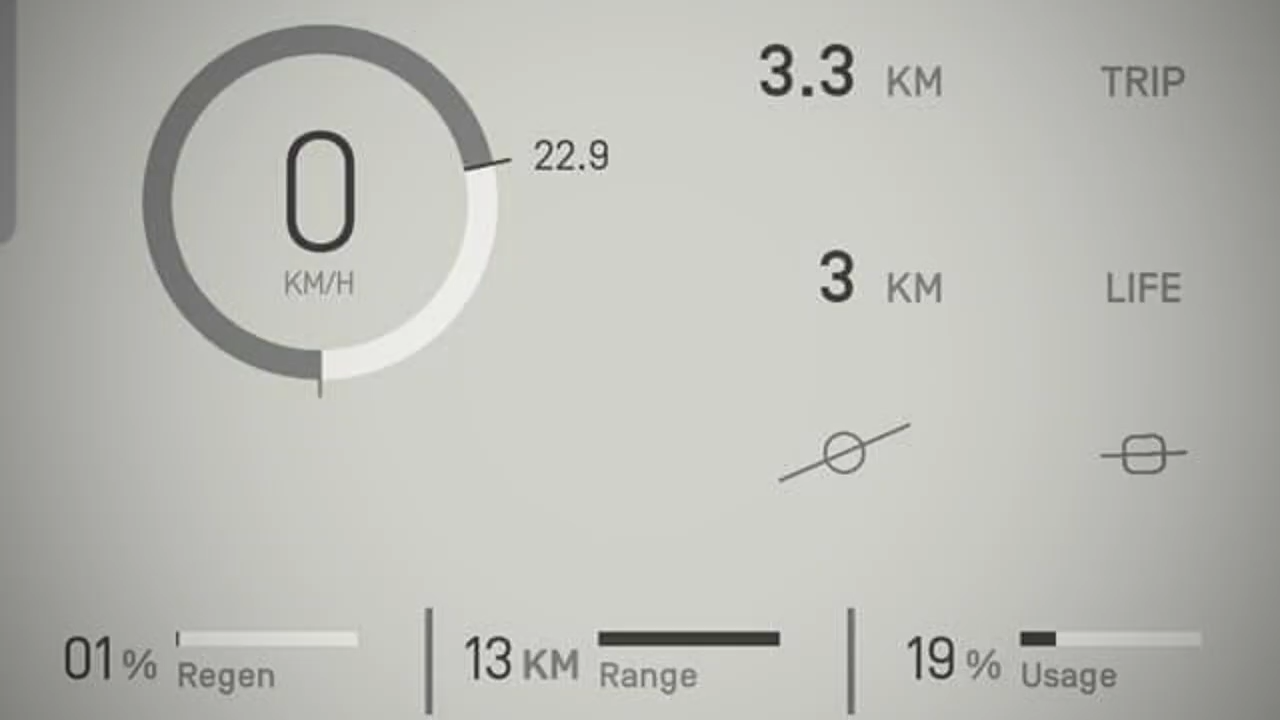 3.3 KM TRIP
22.9
0
KM/H
3 KM LIFE
01 % Regen
13 KM Range
19 % Usage